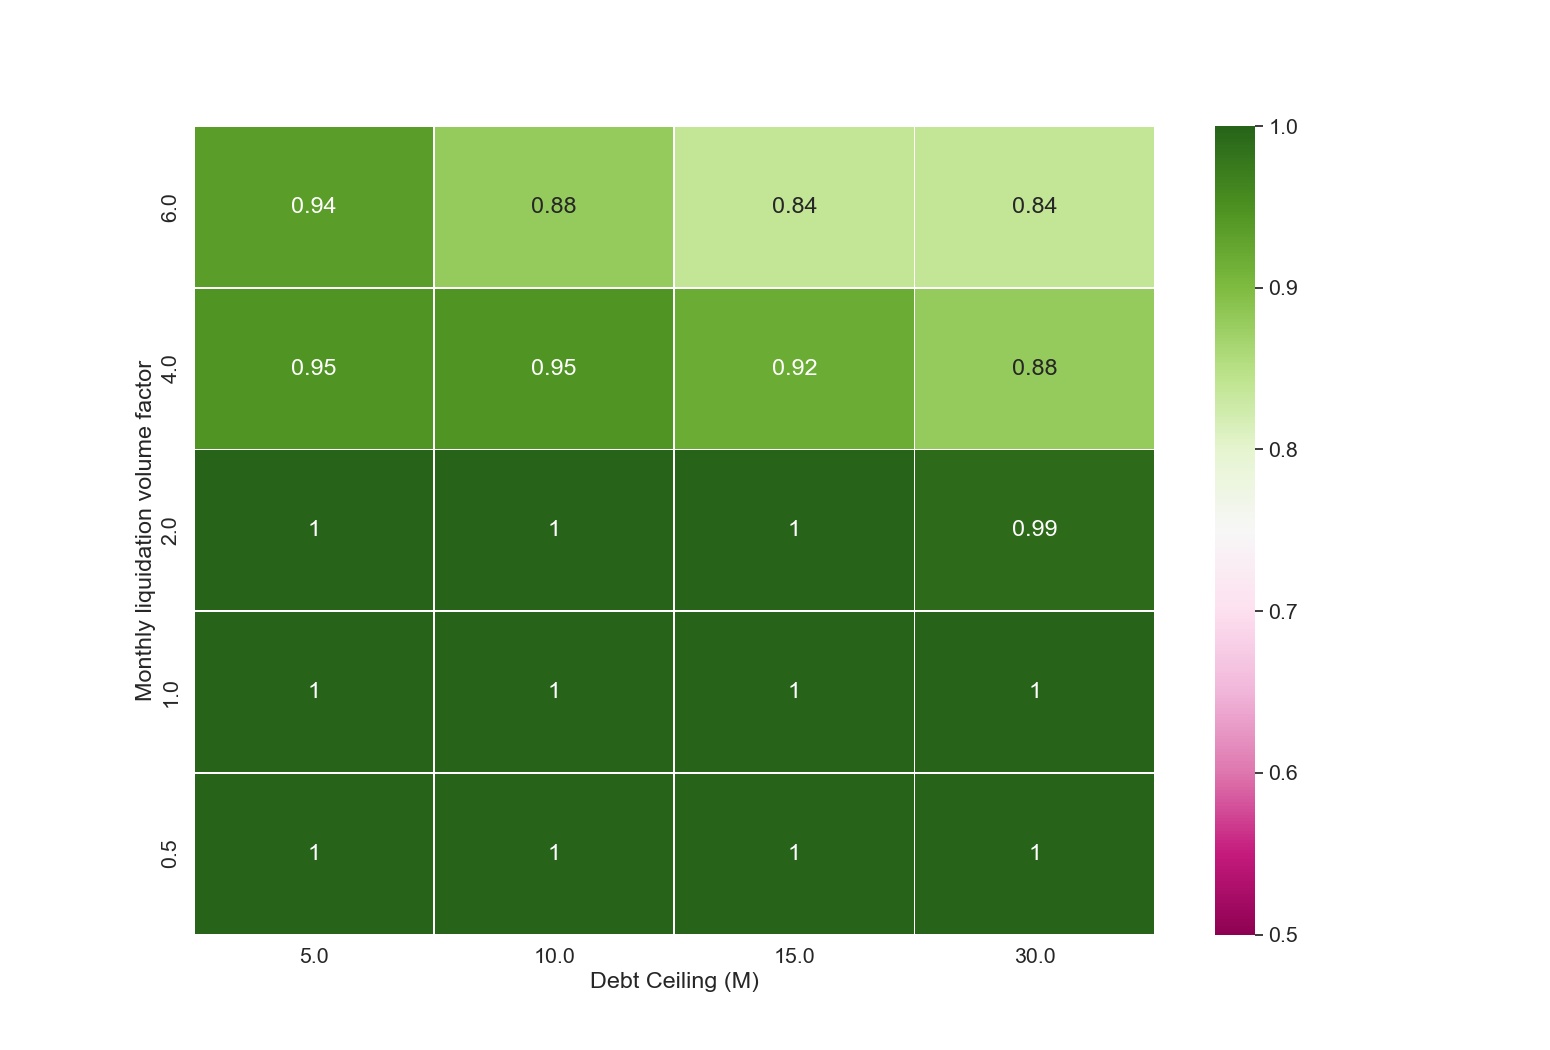 1.0
6.0 0.94 0.88 0.84 0.84
0.9
4.0 0.95 0.95 0.92 0.88
0.8
Monthly liquidation volume factor
2.0 1 1 1 0.99
0.7
1.0 1 1 1 1
0.6
0.5 1 1 1 1
0.5
5.0 10.0 15.0 30.0
Debt Ceiling (M)